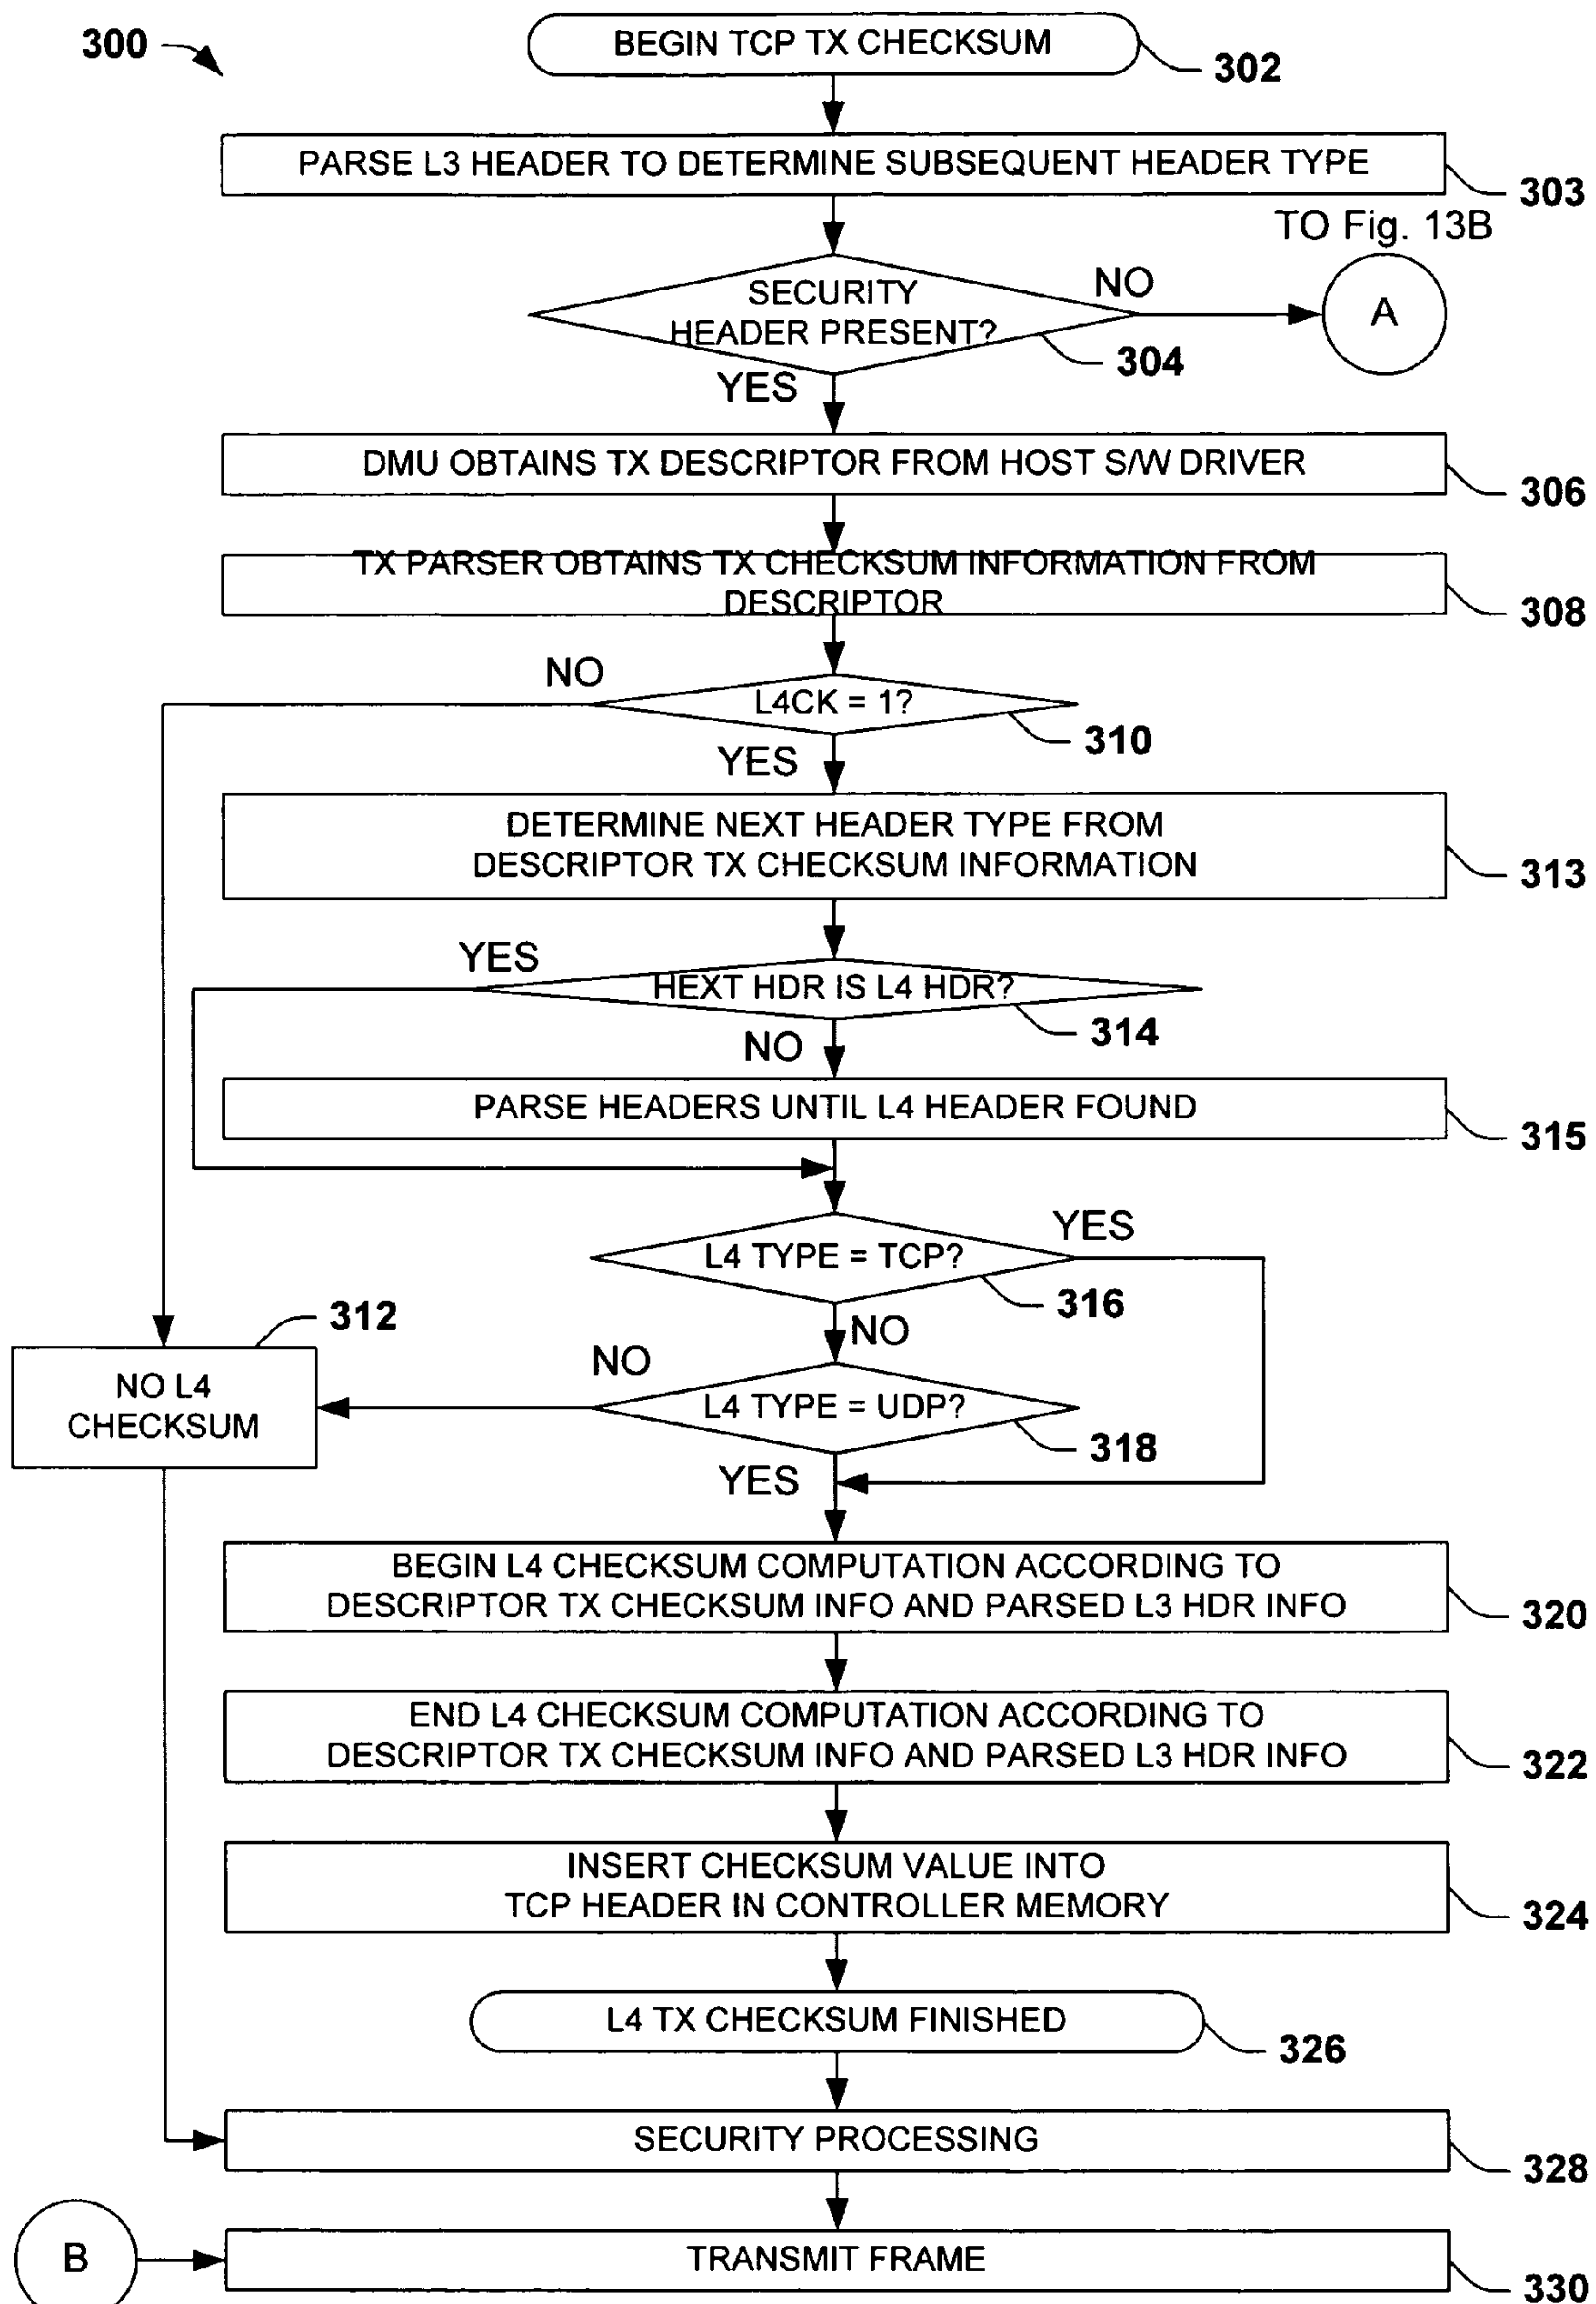 300
BEGIN TCP TX CHECKSUM
302
PARSE L3 HEADER TO DETERMINE SUBSEQUENT HEADER TYPE
303
TO Fig. 13B
SECURITY
HEADER PRESENT?
NO
A
304
YES
DMU OBTAINS TX DESCRIPTOR FROM HOST S/W DRIVER
306
TX PARSER OBTAINS TX CHECKSUM INFORMATION FROM
DESCRIPTOR
308
NO
L4CK = 1?
310
YES
DETERMINE NEXT HEADER TYPE FROM
DESCRIPTOR TX CHECKSUM INFORMATION
313
YES
HEXT HDR IS L4 HDR?
314
NO
PARSE HEADERS UNTIL L4 HEADER FOUND
315
L4 TYPE = TCP?
YES
316
NO
312
NO L4
CHECKSUM
NO
L4 TYPE = UDP?
318
YES
BEGIN L4 CHECKSUM COMPUTATION ACCORDING TO
DESCRIPTOR TX CHECKSUM INFO AND PARSED L3 HDR INFO
320
END L4 CHECKSUM COMPUTATION ACCORDING TO
DESCRIPTOR TX CHECKSUM INFO AND PARSED L3 HDR INFO
322
INSERT CHECKSUM VALUE INTO
TCP HEADER IN CONTROLLER MEMORY
324
L4 TX CHECKSUM FINISHED
326
SECURITY PROCESSING
328
B
TRANSMIT FRAME
330